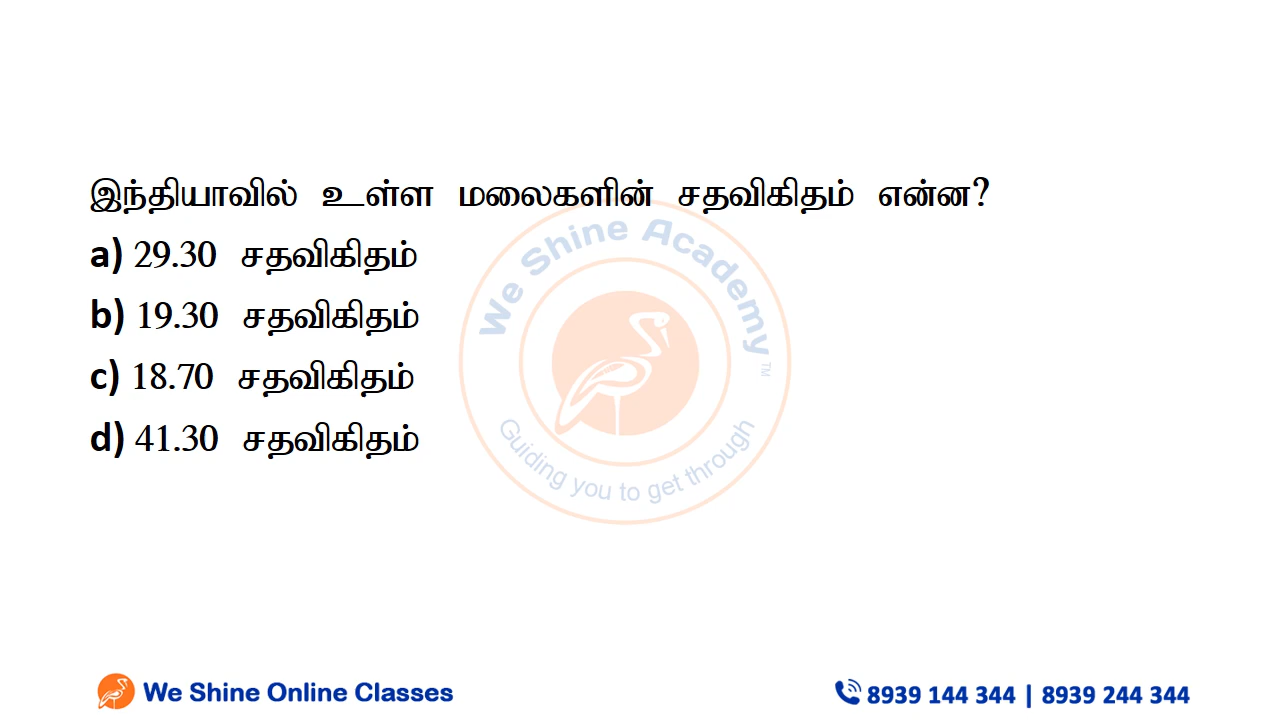 இந்தியாவில் உள்ள மலைகளின் சதவிகிதம் என்ன?
a) 29.30 சதவிகிதம்
b) 19.30 சதவிகிதம்
c) 18.70 சதவிகிதம்
d) 41.30 சதவிகிதம்
We Shine Academy
TM
Guiding you to get through
We Shine Online Classes
8939 144 344 | 8939 244 344